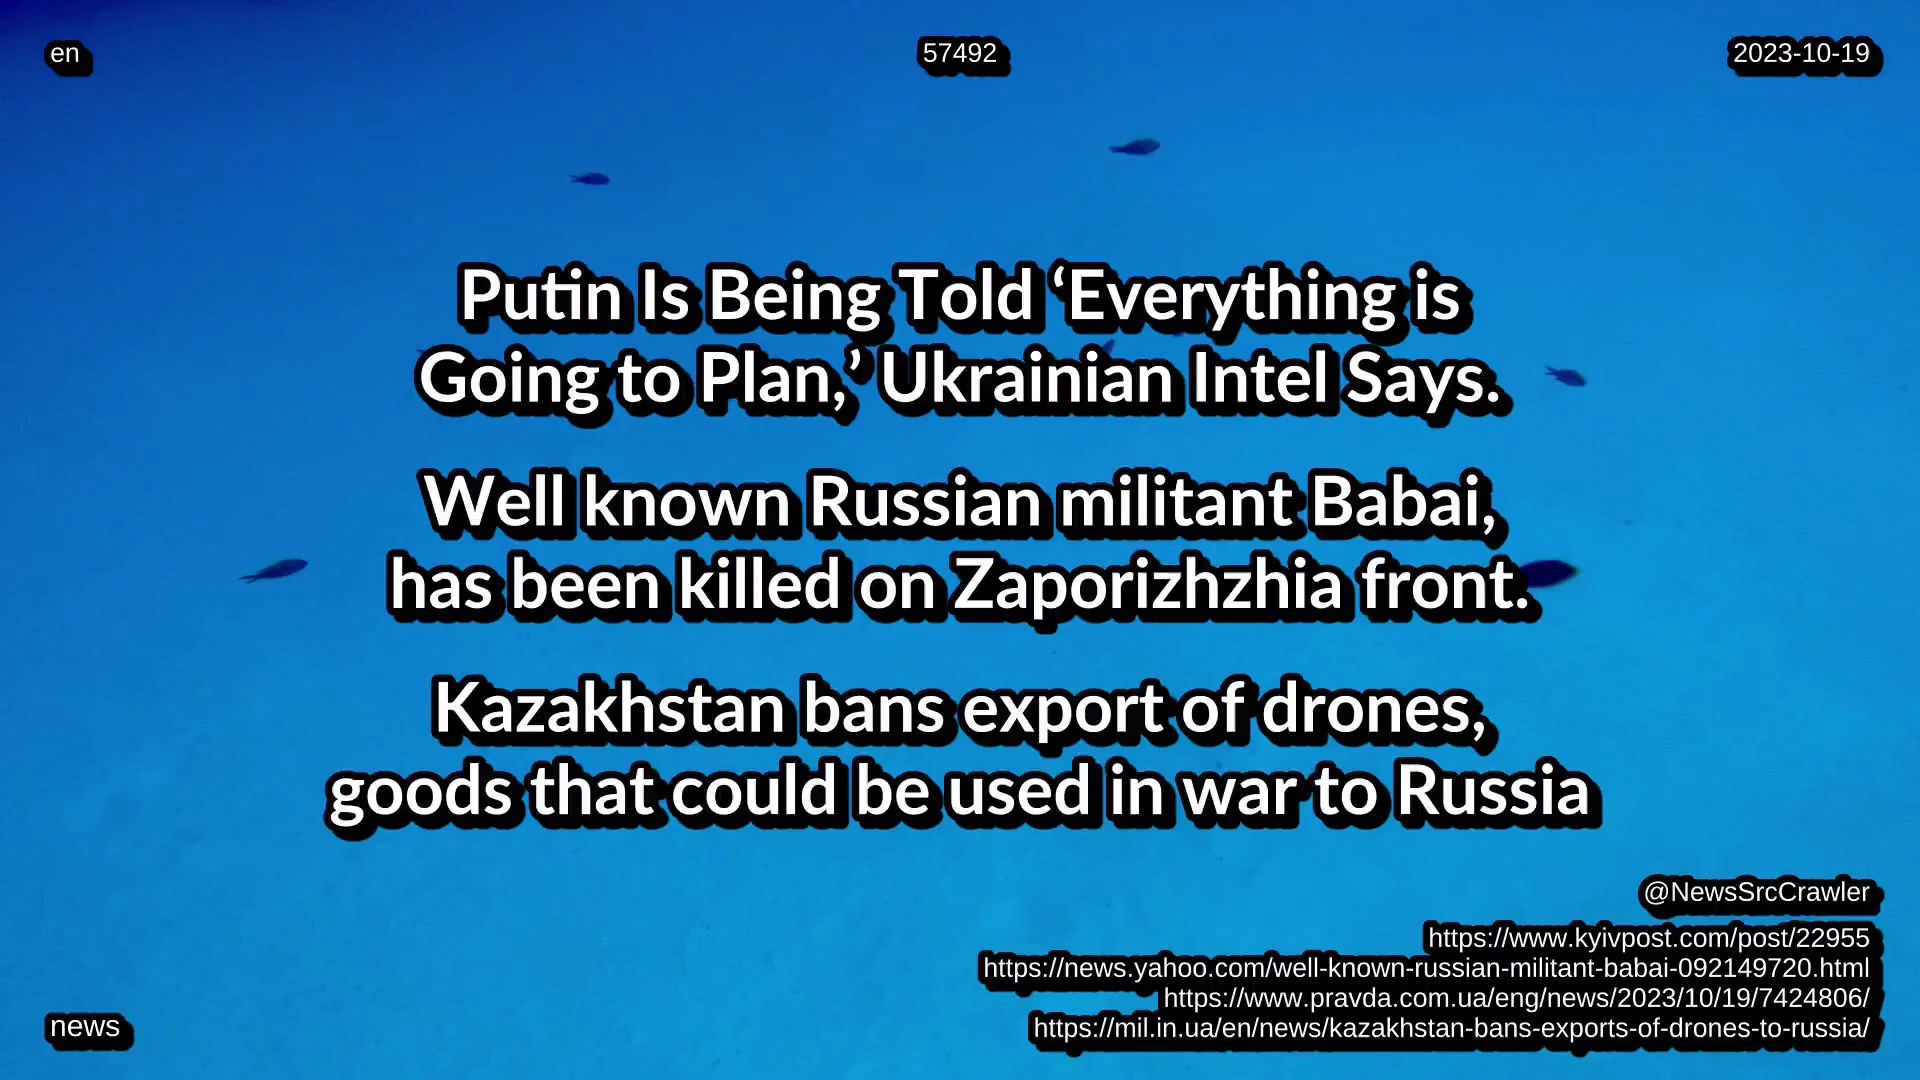 en
57492
2023-10-19
Putin Is Being Told ‘Everything is
Going to Plan,’ Ukrainian Intel Says.
Well known Russian militant Babai,
has been killed on Zaporizhzhia front.
Kazakhstan bans export of drones,
goods that could be used in war to Russia
@NewsSrcCrawler
https://www.kyivpost.com/post/22955
https://news.yahoo.com/well-known-russian-militant-babai-092149720.html
https://www.pravda.com.ua/eng/news/2023/10/19/7424806/
https://mil.in.ua/en/news/kazakhstan-bans-exports-of-drones-to-russia/
news